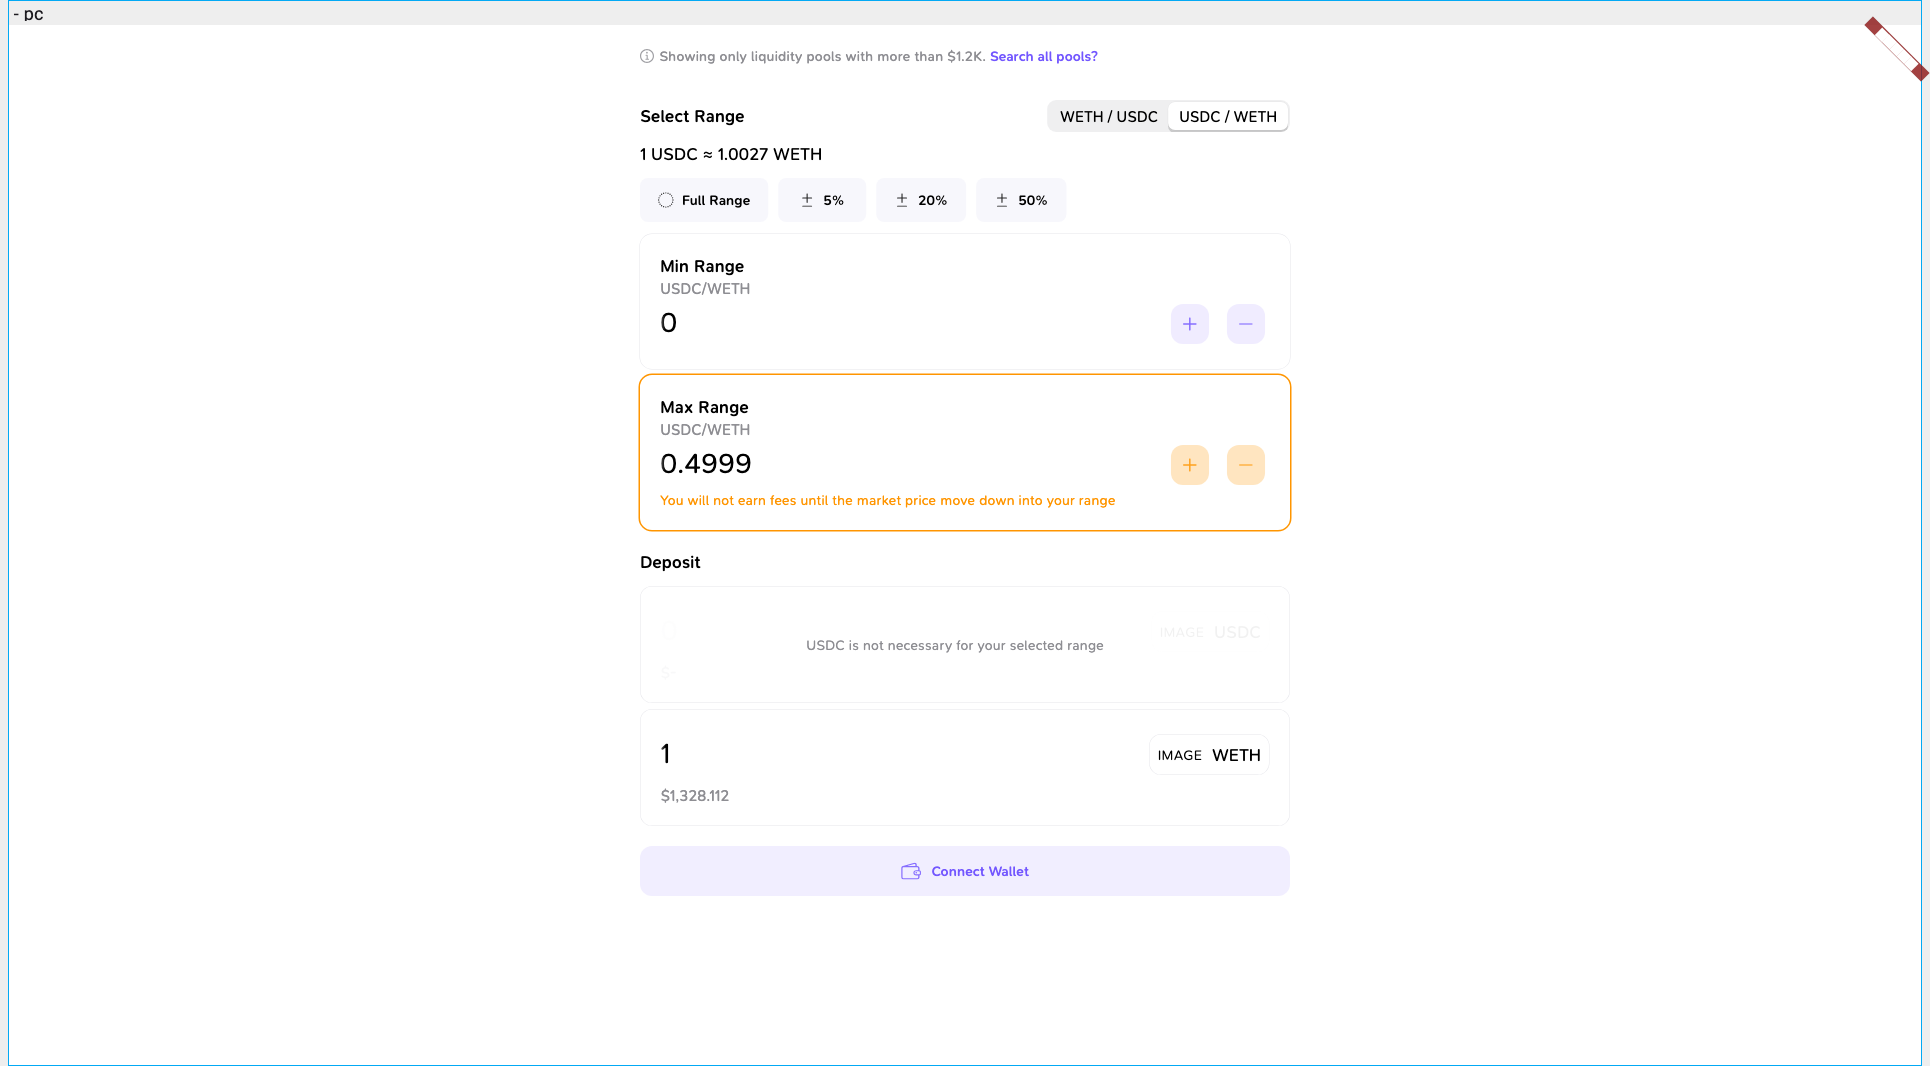 - pc
Showing only liquidity pools with more than $1.2K. Search all pools?
Select Range
WETH / USDC
USDC / WETH
1 USDC ≈ 1.0027 WETH
Full Range
± 5%
± 20%
± 50%
Min Range
USDC/WETH
0
Max Range
USDC/WETH
0.4999
You will not earn fees until the market price move down into your range
Deposit
0
IMAGE USDC
USDC is not necessary for your selected range
1
IMAGE WETH
$1,328.112
Connect Wallet